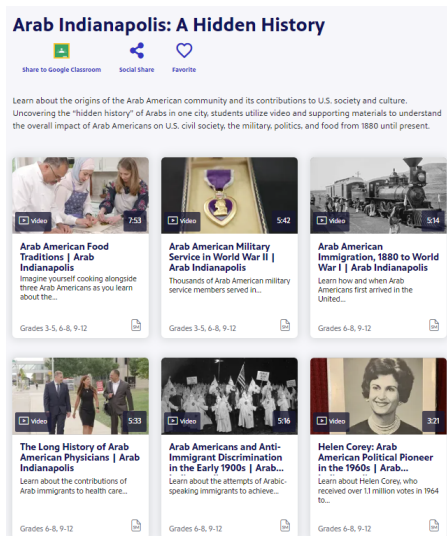 Arab Indianapolis: A Hidden History
Share to Google Classroom
Social Share
Favorite
Learn about the origins of the Arab American community and its contributions to U.S. society and culture.
Uncovering the "hidden history" of Arabs in one city, students utilize video and supporting materials to understand
the overall impact of Arab Americans on U.S. civil society, the military, politics, and food from 1880 until present.
Video 7:53
Arab American Food
Traditions | Arab
Indianapolis
Imagine yourself cooking alongside
three Arab Americans as you learn
about the...
Grades 3-5, 6-8, 9-12
SM
Video 5:42
Arab American Military
Service in World War II |
Arab Indianapolis
Thousands of Arab American military
service members served in...
Grades 3-5, 6-8, 9-12
SM
Video 5:14
Arab American
Immigration, 1880 to World
War I | Arab Indianapolis
Learn how and when Arab
Americans first arrived in the
United...
Grades 6-8, 9-12
SM
Video 5:33
The Long History of Arab
American Physicians | Arab
Indianapolis
Learn about the contributions of
Arab immigrants to health care...
Grades 6-8, 9-12
SM
Video 5:16
Arab Americans and Anti-
Immigrant Discrimination
in the Early 1900s | Arab...
Learn about the attempts of Arabic-
speaking immigrants to achieve...
Grades 6-8, 9-12
SM
Video 3:21
Helen Corey: Arab
American Political Pioneer
in the 1960s | Arab...
Learn about Helen Corey, who
received over 1.1 million votes in 1964
to...
Grades 6-8, 9-12
SM